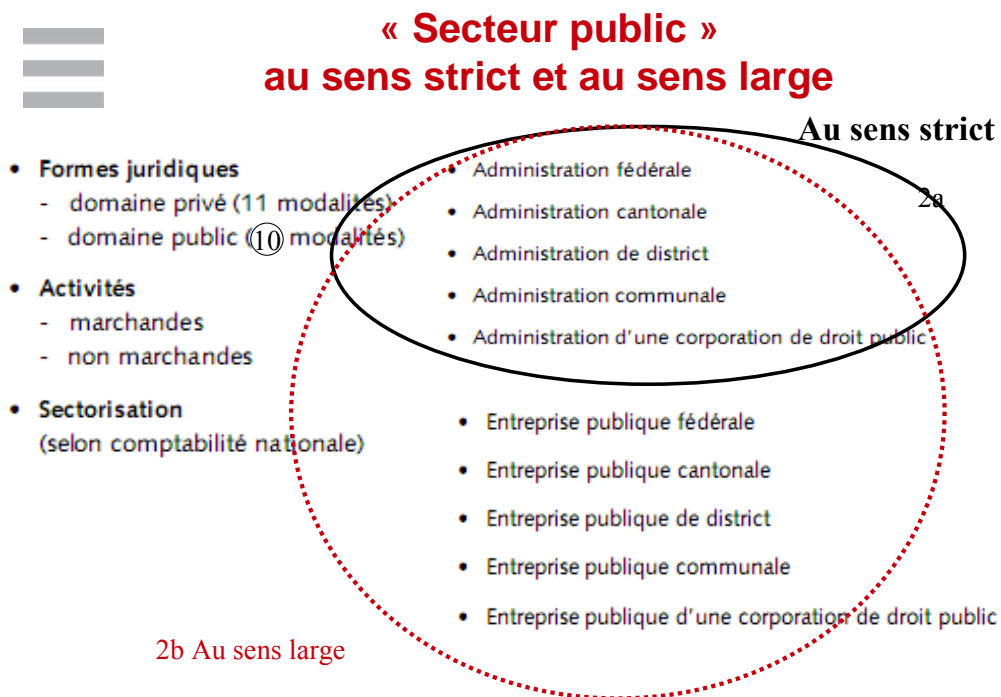 « Secteur public »
au sens strict et au sens large
Au sens strict
2a
• Formes juridiques
- domaine privé (11 modalités)
- domaine public (10 modalités)
• Activités
- marchandes
- non marchandes
• Sectorisation
(selon comptabilité nationale)
• Administration fédérale
• Administration cantonale
• Administration de district
• Administration communale
• Administration d'une corporation de droit public
• Entreprise publique fédérale
• Entreprise publique cantonale
• Entreprise publique de district
• Entreprise publique communale
• Entreprise publique d'une corporation de droit public
2b Au sens large